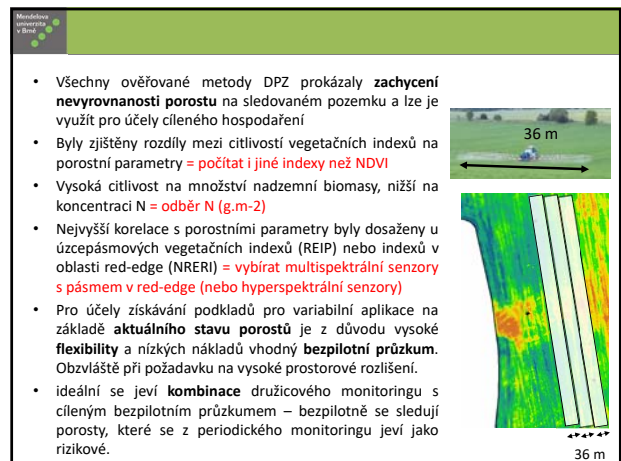 Mendelova
univerzita
v Brně
• Všechny ověřované metody DPZ prokázaly zachycení
nevyrovnanosti porostu na sledovaném pozemku a lze je
využít pro účely cíleného hospodaření
• Byly zjištěny rozdíly mezi citlivostí vegetačních indexů na
porostní parametry = počítat i jiné indexy než NDVI
• Vysoká citlivost na množství nadzemní biomasy, nižší na
koncentraci N = odběr N (g.m-2)
• Nejvyšší korelace s porostními parametry byly dosaženy u
úzcepásmových vegetačních indexů (REIP) nebo indexů v
oblasti red-edge (NRERI) = vybírat multispektrální senzory
s pásmem v red-edge (nebo hyperspektrální senzory)
• Pro účely získávání podkladů pro variabilní aplikace na
základě aktuálního stavu porostů je z důvodu vysoké
flexibility a nízkých nákladů vhodný bezpilotní průzkum.
Obzvláště při požadavku na vysoké prostorové rozlišení.
• ideální se jeví kombinace družicového monitoringu s
cíleným bezpilotním průzkumem – bezpilotně se sledují
porosty, které se z periodického monitoringu jeví jako
rizikové.
36 m
36 m